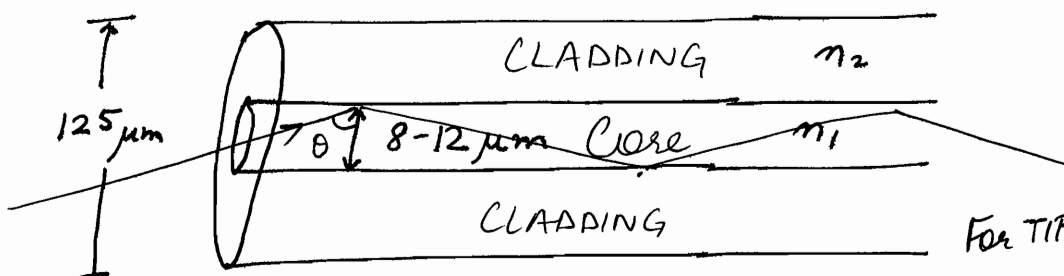 CLADDING n₂
125 μm
θ 8-12 μm Core n₁
CLADDING
For TIR